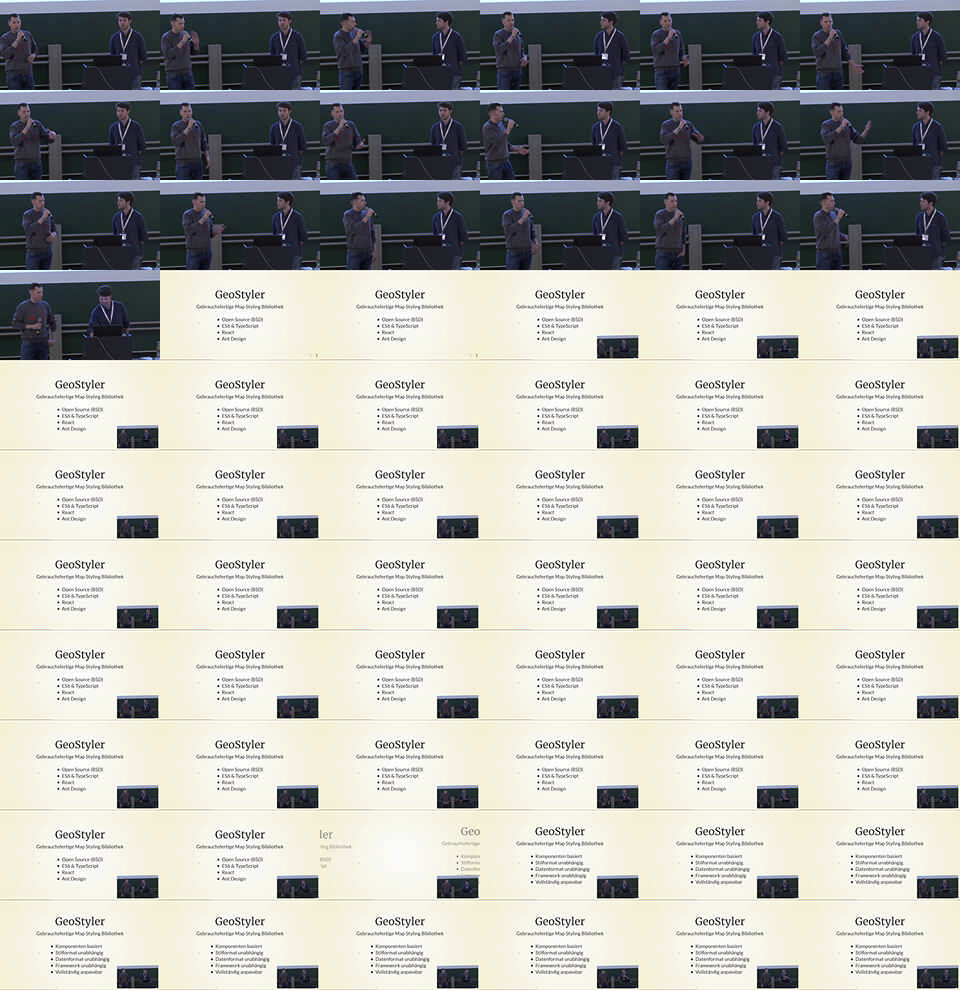 GeoStyler
Gebrauchsfertige Map Styling Bibliothek
Open Source (BSD)
ES6 & TypeScript
React
Ant Design
GeoStyler
Gebrauchsfertige Map Styling Bibliothek
Komponenten basiert
Stilformat unabhängig
Datenformat unabhängig
Framework unabhängig
Vollständig anpassbar